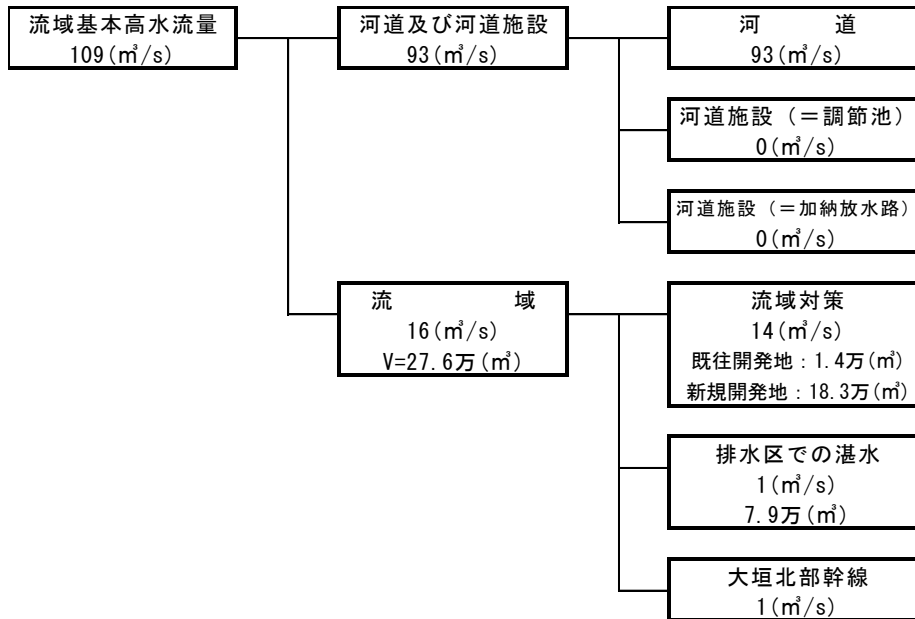 流域基本高水流量
109(㎥/s)
河道及び河道施設
93(㎥/s)
河 道
93(㎥/s)
河道施設（＝調節池）
0(㎥/s)
河道施設（＝加納放水路）
0(㎥/s)
流 域
16(㎥/s)
V=27.6万(㎥)
流域対策
14(㎥/s)
既往開発地：1.4万(㎥)
新規開発地：18.3万(㎥)
排水区での湛水
1(㎥/s)
7.9万(㎥)
大垣北部幹線
1(㎥/s)